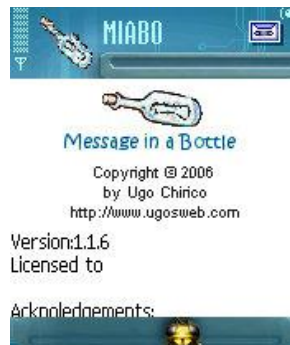 MIABO
Message in a Bottle
Copyright © 2006
by Ugo Chirico
http://www.ugosweb.com
Version:1.1.6
Licensed to
Acknoledgements: